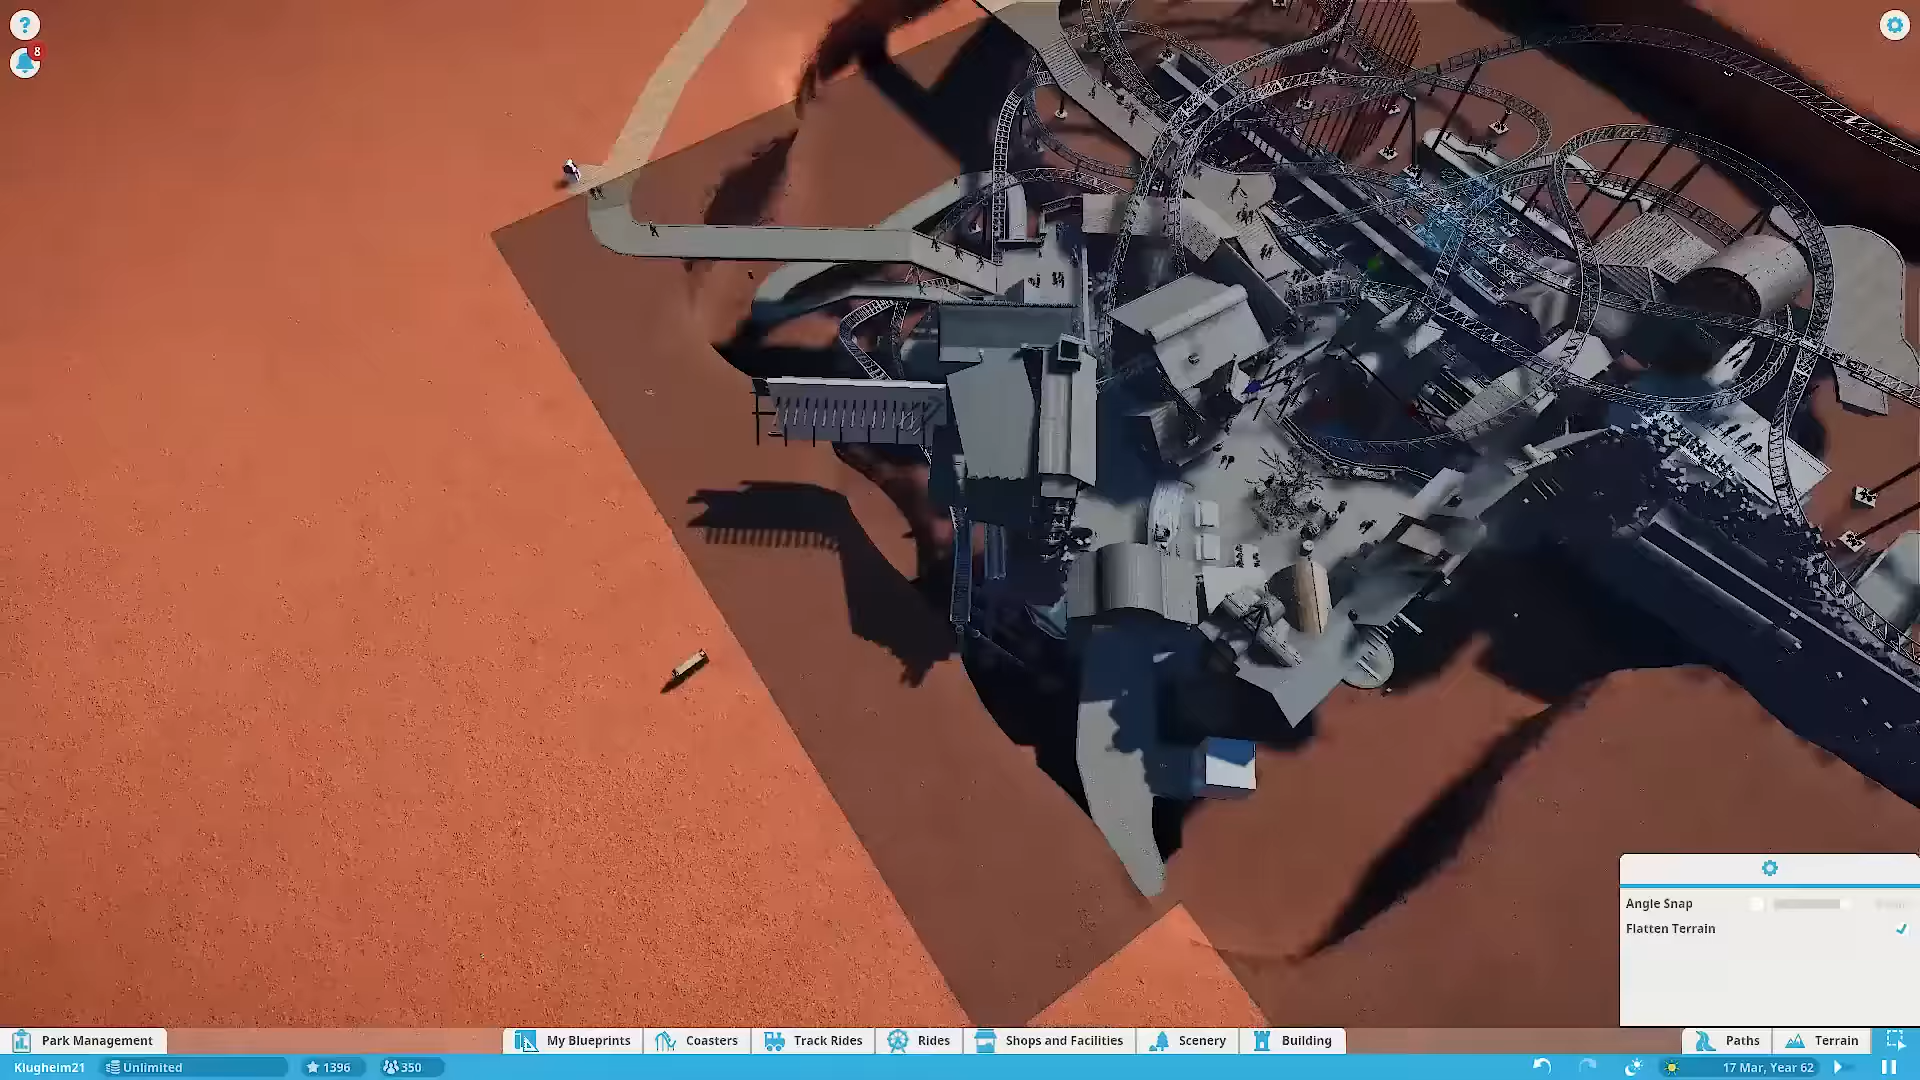 ?
8
Angle Snap
Flatten Terrain
Park Management
My Blueprints
Coasters
Track Rides
Rides
Shops and Facilities
Scenery
Building
Paths
Terrain
Klugheim21
Unlimited
1396
350
17 Mar, Year 62